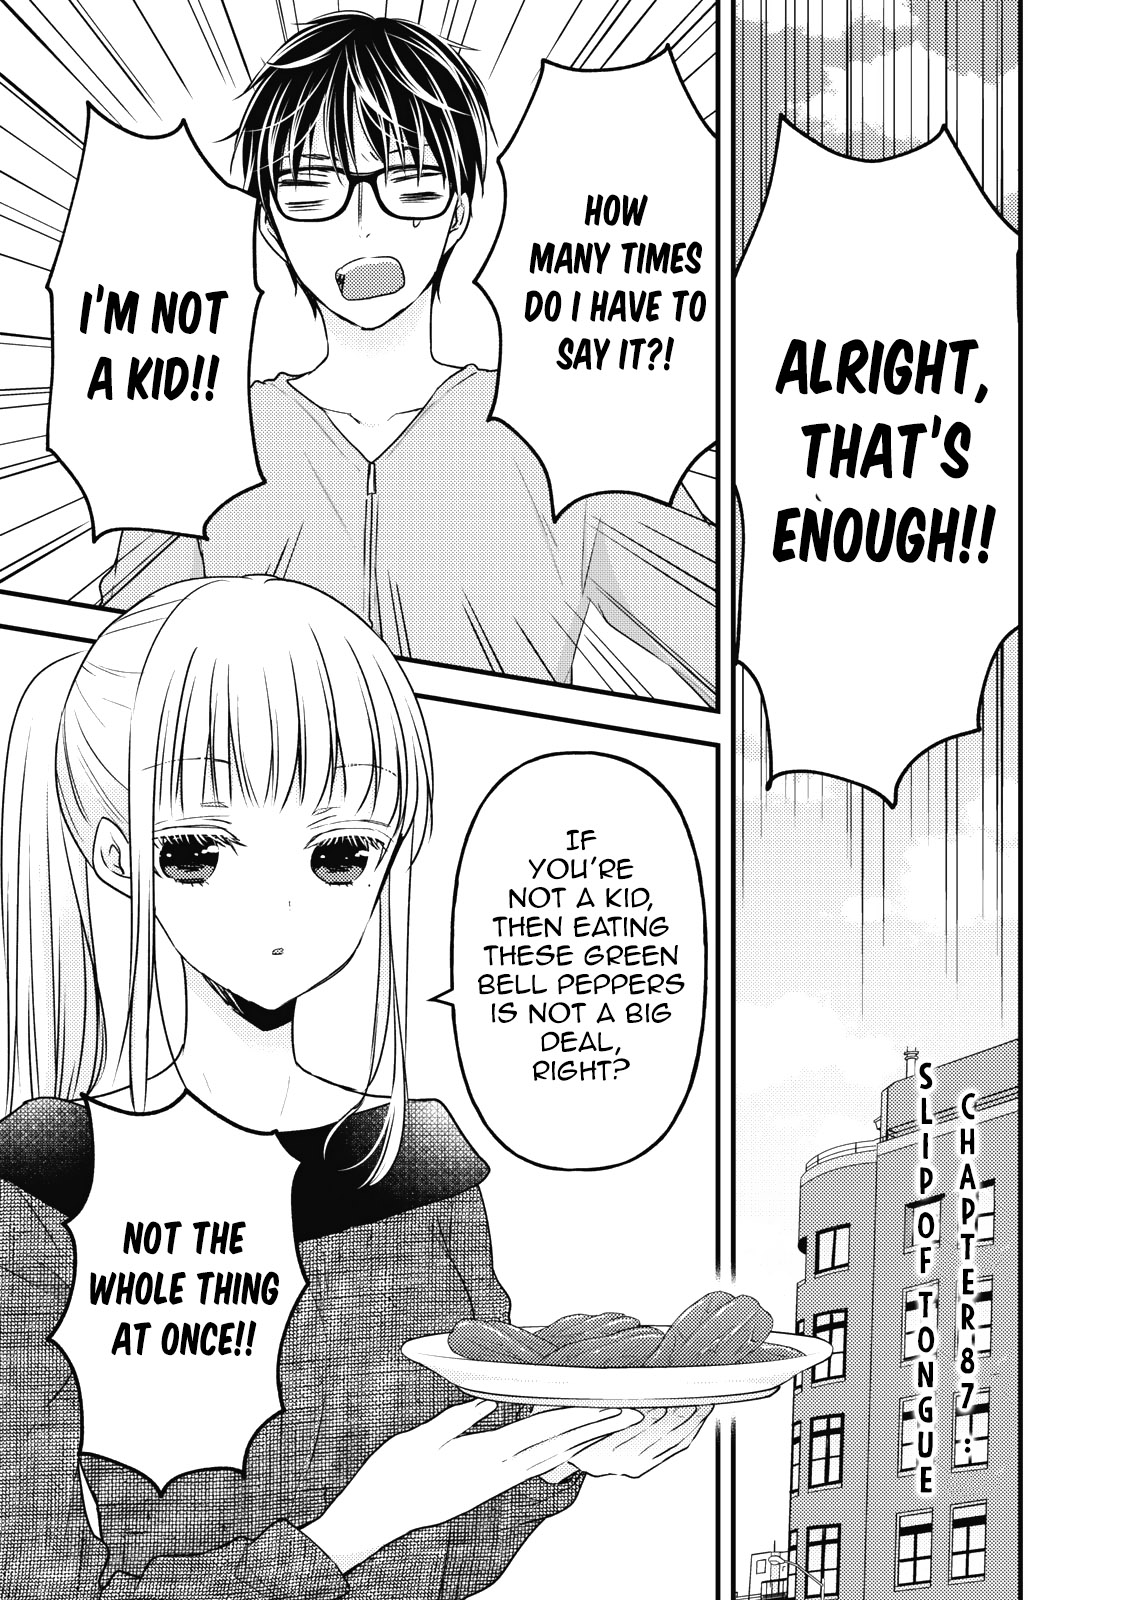 ALRIGHT,
THAT'S
ENOUGH!!
CHAPTER 87 :
SLIP OF TONGUE
HOW
MANY TIMES
DO I HAVE TO
SAY IT?!
I'M NOT
A KID!!
IF
YOU'RE
NOT A KID,
THEN EATING
THESE GREEN
BELL PEPPERS
IS NOT A BIG
DEAL,
RIGHT?
NOT THE
WHOLE THING
AT ONCE!!